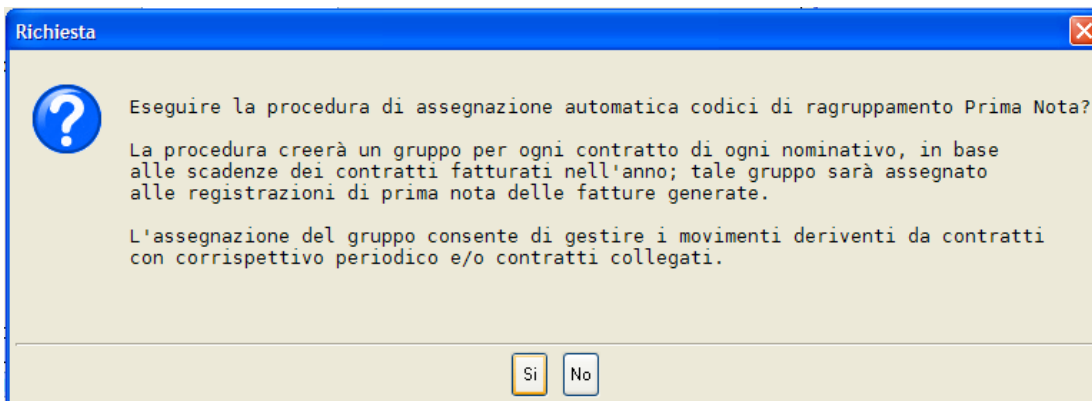 Richiesta
Eseguire la procedura di assegnazione automatica codici di ragruppamento Prima Nota?
La procedura creerà un gruppo per ogni contratto di ogni nominativo, in base
alle scadenze dei contratti fatturati nell'anno; tale gruppo sarà assegnato
alle registrazioni di prima nota delle fatture generate.
L'assegnazione del gruppo consente di gestire i movimenti deriventi da contratti
con corrispettivo periodico e/o contratti collegati.
Si No